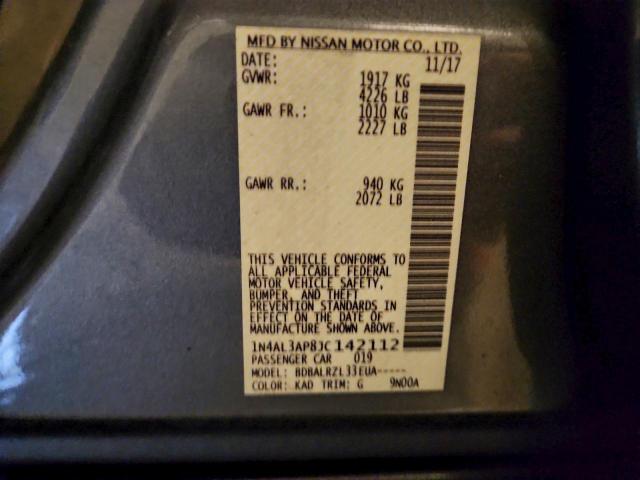 MFD BY NISSAN MOTOR CO., LTD.
DATE: 11/17
GVWR: 1917 KG
4226 LB
GAWR FR.: 1010 KG
2227 LB
GAWR RR.: 940 KG
2072 LB
THIS VEHICLE CONFORMS TO
ALL APPLICABLE FEDERAL
MOTOR VEHICLE SAFETY,
BUMPER, AND THEFT
PREVENTION STANDARDS IN
EFFECT ON THE DATE OF
MANUFACTURE SHOWN ABOVE.
1N4AL3AP8JC142112
PASSENGER CAR 019
MODEL: BDBALRZL33EUA-----
COLOR: KAD TRIM: G 9N00A